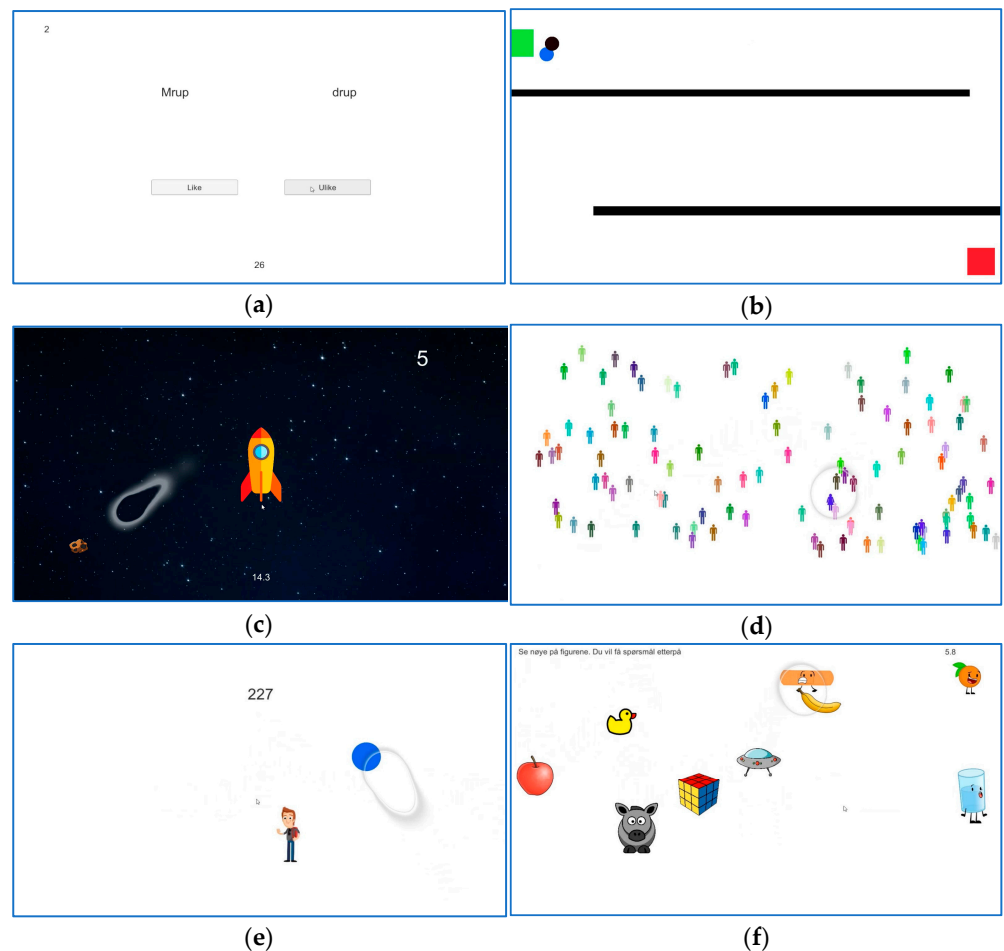 2
Mrup drup
Like Ulike
26
(a)
(b)
5
14.3
(c)
(d)
227
(e)
Se nøye på figurene. Du vil få spørsmål etterpå 5.8
(f)